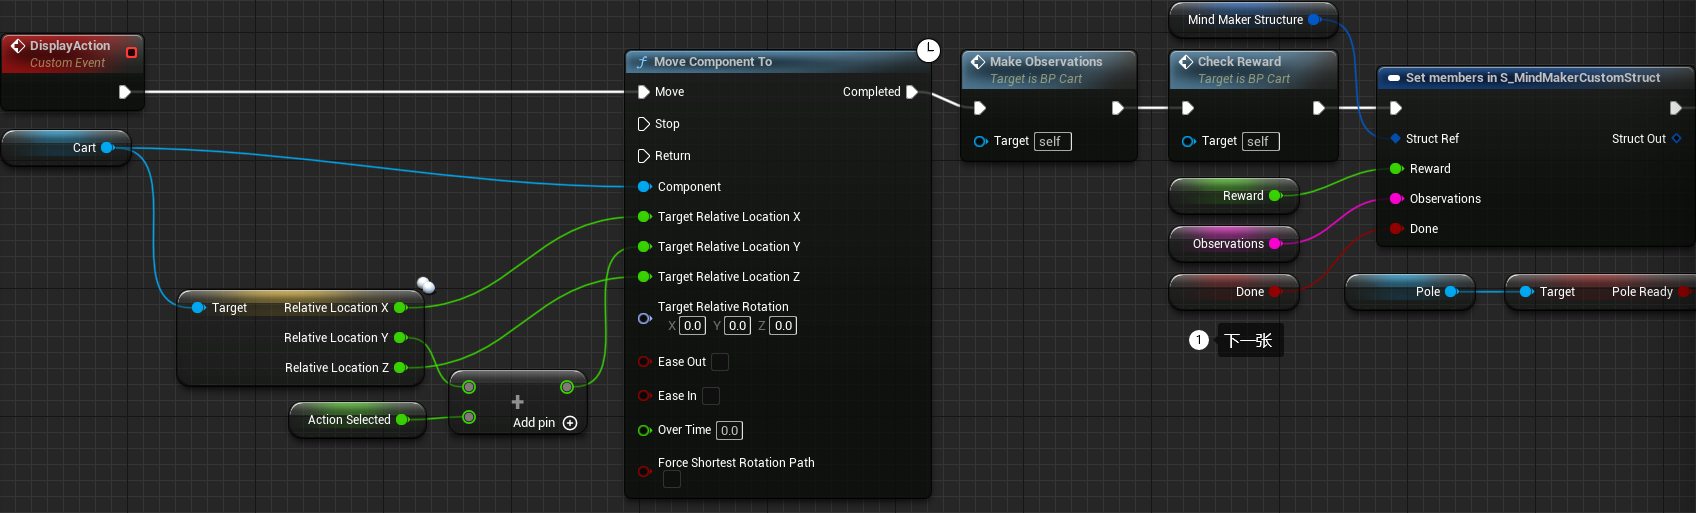 DisplayAction
Custom Event
Cart
Target
Relative Location X
Relative Location Y
Relative Location Z
Action Selected
Add pin
Move Component To
Move
Completed
Stop
Return
Component
Target Relative Location X
Target Relative Location Y
Target Relative Location Z
Target Relative Rotation
X 0.0 Y 0.0 Z 0.0
Ease Out
Ease In
Over Time 0.0
Force Shortest Rotation Path
Make Observations
Target is BP Cart
Target self
Mind Maker Structure
Check Reward
Target is BP Cart
Target self
Reward
Observations
Done
1 下一张
Set members in S_MindMakerCustomStruct
Struct Ref
Struct Out
Reward
Observations
Done
Pole
Target
Pole Ready